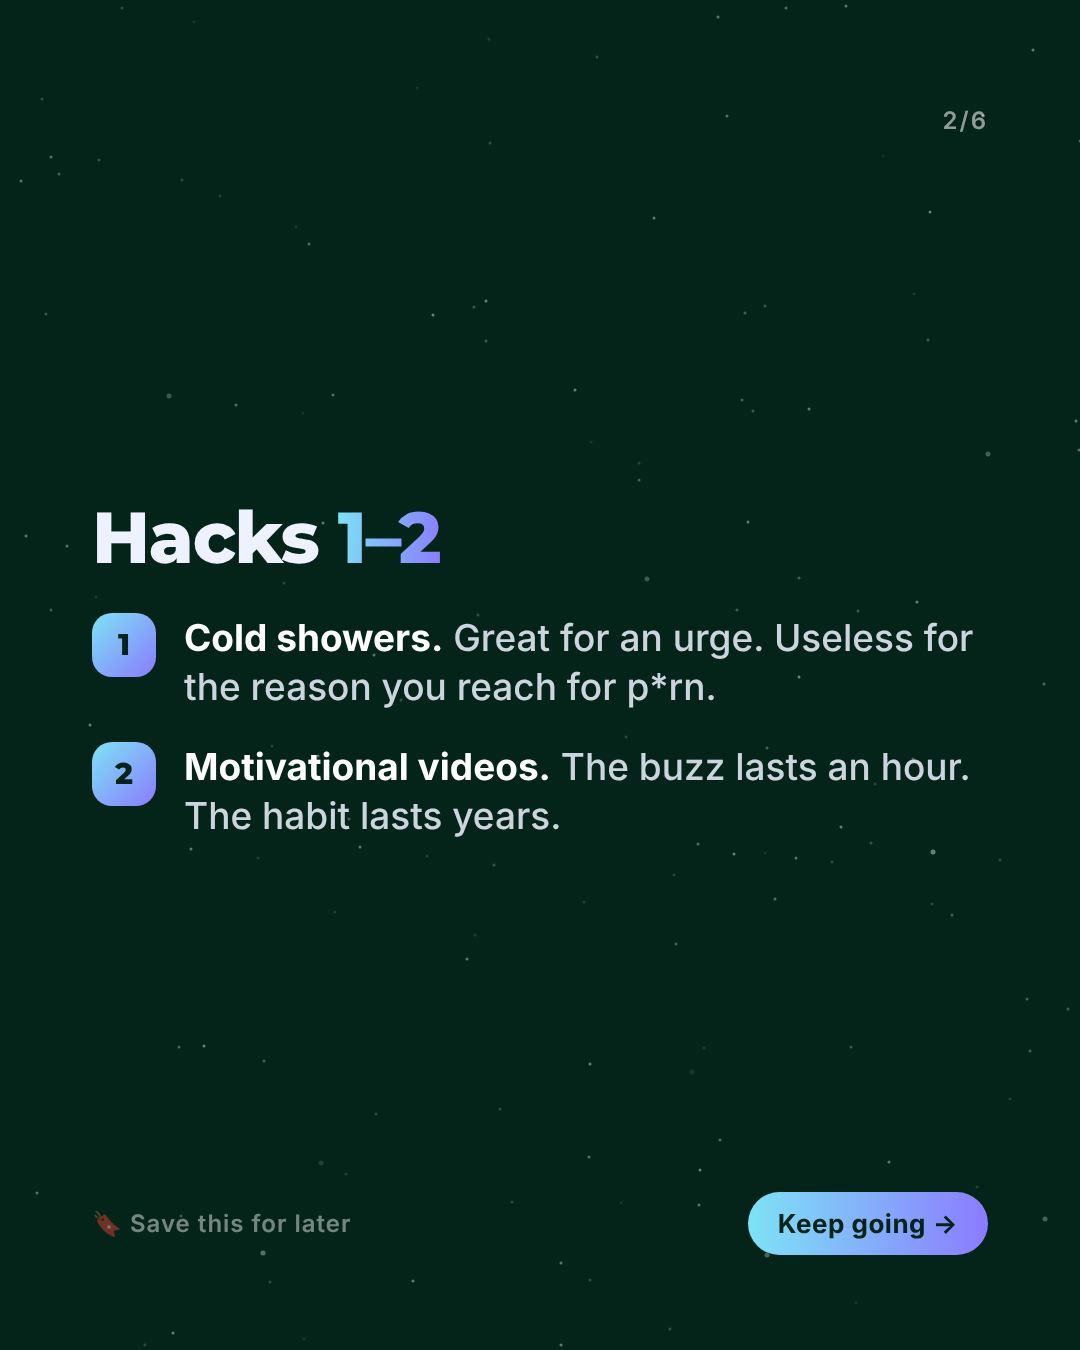 2/6
Hacks 1–2
1
Cold showers. Great for an urge. Useless for
the reason you reach for p*rn.
2
Motivational videos. The buzz lasts an hour.
The habit lasts years.
🔖 Save this for later
Keep going →